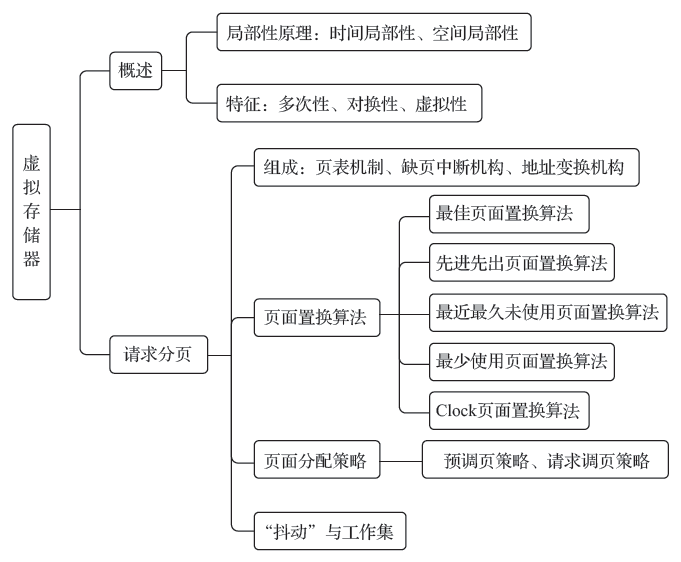 虚拟存储器
概述
局部性原理：时间局部性、空间局部性
特征：多次性、对换性、虚拟性
请求分页
组成：页表机制、缺页中断机构、地址变换机构
页面置换算法
最佳页面置换算法
先进先出页面置换算法
最近最久未使用页面置换算法
最少使用页面置换算法
Clock页面置换算法
页面分配策略
预调页策略、请求调页策略
“抖动”与工作集